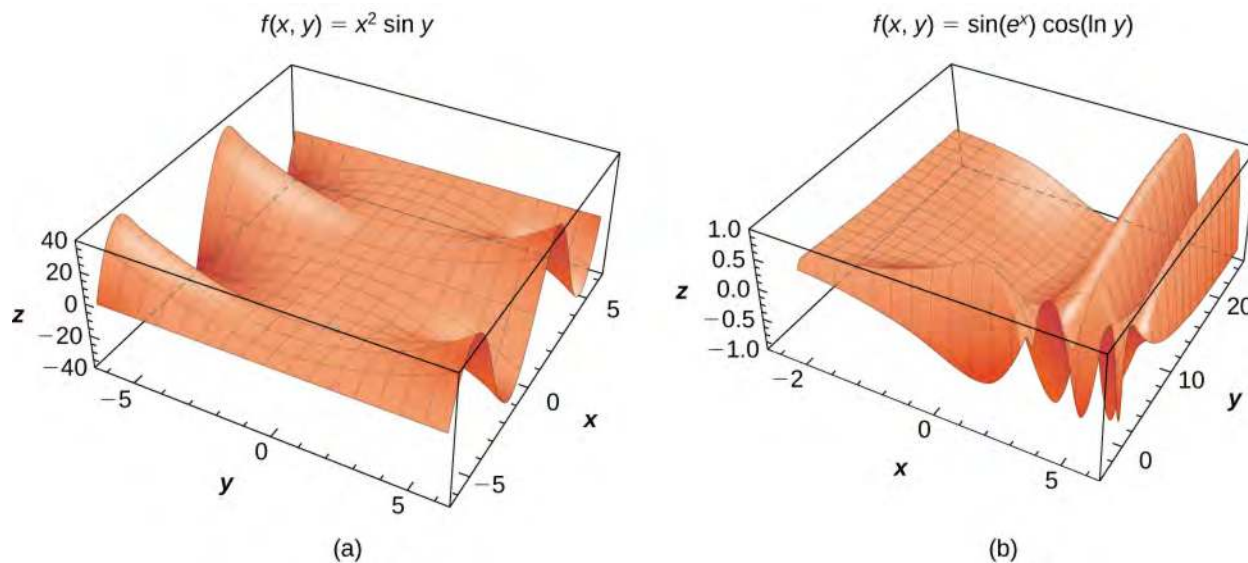 f(x, y) = x² sin y
40
20
z
0
−20
−40
−5
0
y
5
5
0
x
−5
(a)
f(x, y) = sin(eˣ) cos(ln y)
1.0
0.5
z
0.0
−0.5
−1.0
−2
0
x
5
20
10
y
0
(b)